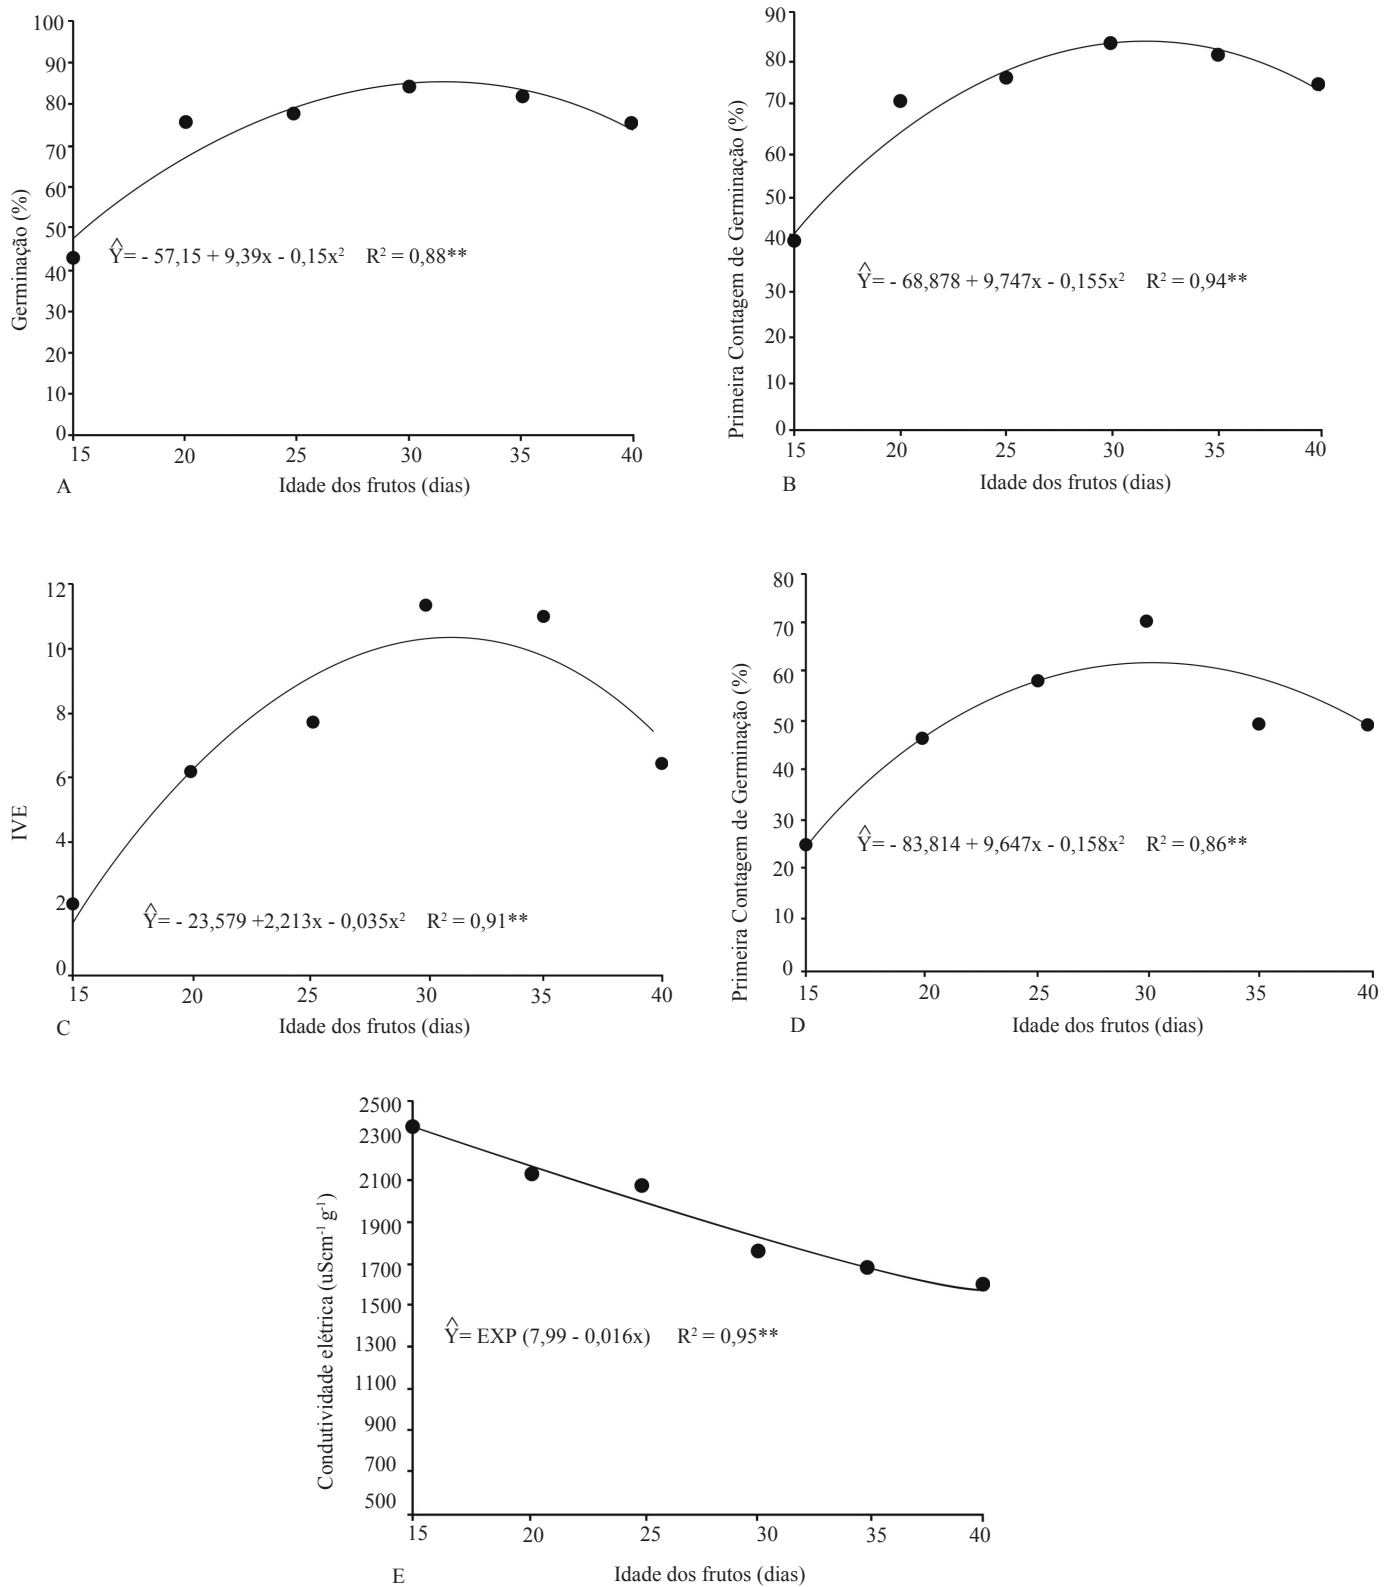 100
90
80
70
60
50
40
30
20
10
0
Germinação (%)
Ŷ= - 57,15 + 9,39x - 0,15x² R² = 0,88**
15 20 25 30 35 40
A Idade dos frutos (dias)
90
80
70
60
50
40
30
20
10
0
Primeira Contagem de Germinação (%)
Ŷ= - 68,878 + 9,747x - 0,155x² R² = 0,94**
15 20 25 30 35 40
B Idade dos frutos (dias)
12
10
8
6
4
2
0
IVE
Ŷ= - 23,579 +2,213x - 0,035x² R² = 0,91**
15 20 25 30 35 40
C Idade dos frutos (dias)
80
70
60
50
40
30
20
10
0
Primeira Contagem de Germinação (%)
Ŷ= - 83,814 + 9,647x - 0,158x² R² = 0,86**
15 20 25 30 35 40
D Idade dos frutos (dias)
2500
2300
2100
1900
1700
1500
1300
1100
900
700
500
Condutividade elétrica (uScm⁻¹ g⁻¹)
Ŷ= EXP (7,99 - 0,016x) R² = 0,95**
15 20 25 30 35 40
E Idade dos frutos (dias)